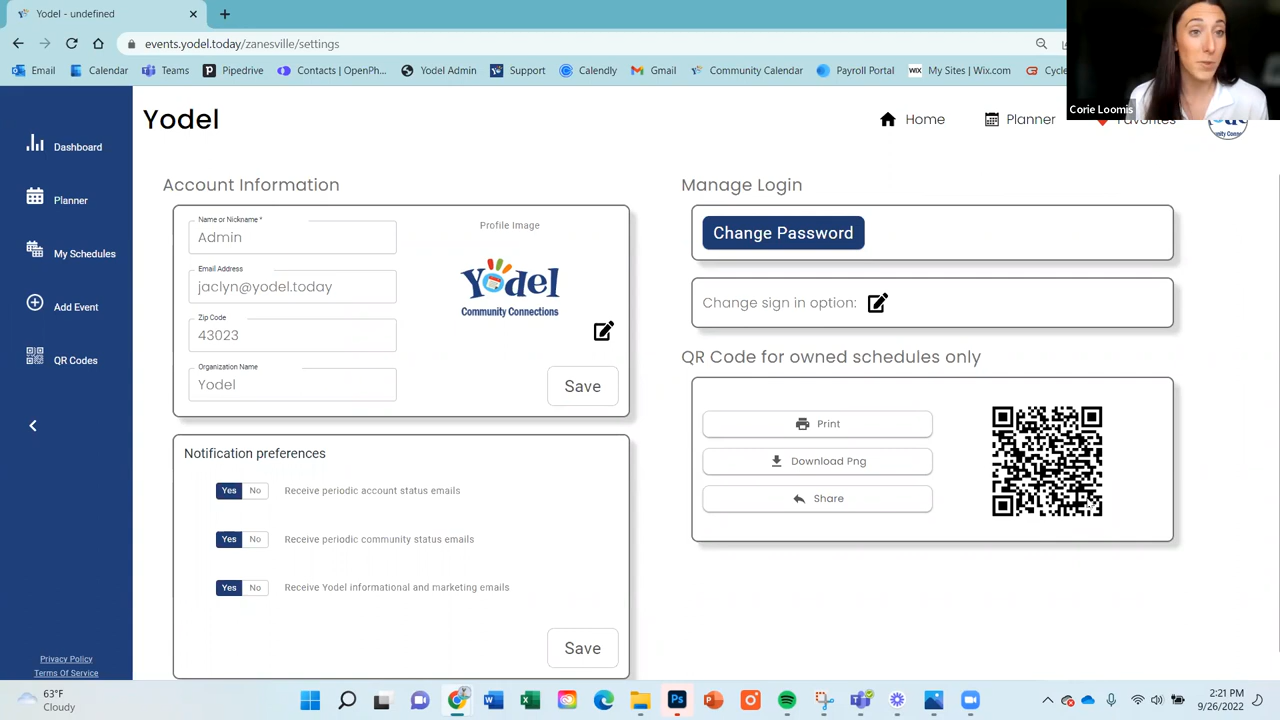 Yodel - undefined
events.yodel.today/zanesville/settings
Email Calendar Teams Pipedrive Contacts | Openn... Yodel Admin Support Calendly Gmail Community Calendar Payroll Portal My Sites | Wix.com Cycle
Corie Loomis
Yodel
Home Planner Favorites
Dashboard
Planner
My Schedules
Add Event
QR Codes
Privacy Policy
Terms Of Service
Account Information
Name or Nickname *
Admin
Email Address
jaclyn@yodel.today
Zip Code
43023
Organization Name
Yodel
Profile Image
Yodel
Community Connections
Save
Notification preferences
Yes No Receive periodic account status emails
Yes No Receive periodic community status emails
Yes No Receive Yodel informational and marketing emails
Save
Manage Login
Change Password
Change sign in option:
QR Code for owned schedules only
Print
Download Png
Share
63°F
Cloudy
2:21 PM
9/26/2022